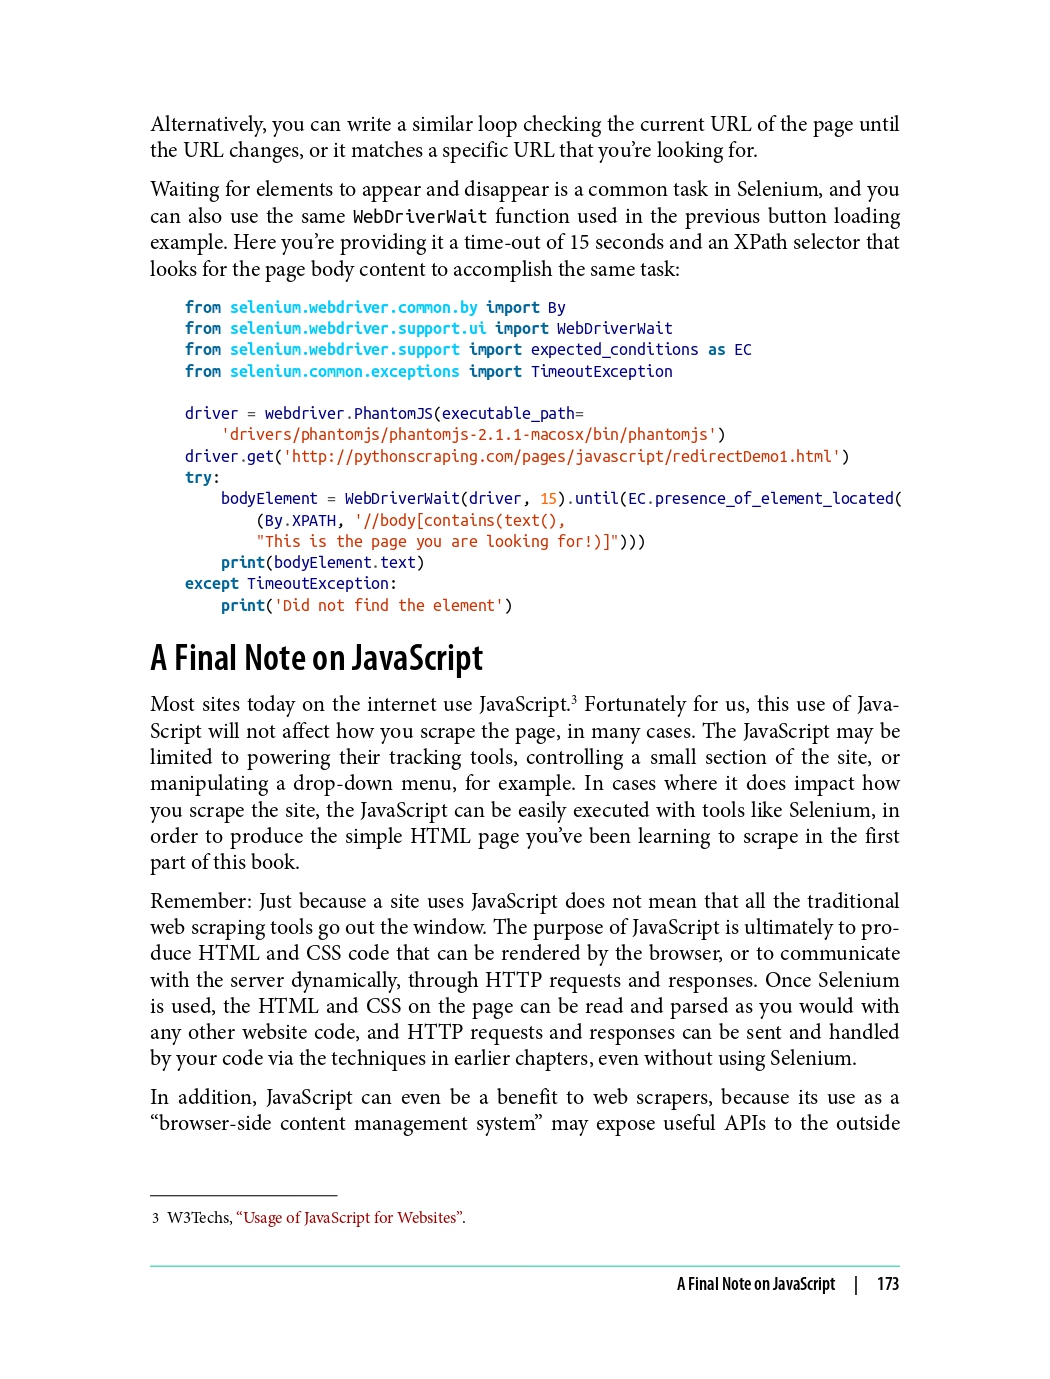 Alternatively, you can write a similar loop checking the current URL of the page until
the URL changes, or it matches a specific URL that you’re looking for.
Waiting for elements to appear and disappear is a common task in Selenium, and you
can also use the same WebDriverWait function used in the previous button loading
example. Here you’re providing it a time-out of 15 seconds and an XPath selector that
looks for the page body content to accomplish the same task:
from selenium.webdriver.common.by import By
from selenium.webdriver.support.ui import WebDriverWait
from selenium.webdriver.support import expected_conditions as EC
from selenium.common.exceptions import TimeoutException
driver = webdriver.PhantomJS(executable_path=
    'drivers/phantomjs/phantomjs-2.1.1-macosx/bin/phantomjs')
driver.get('http://pythonscraping.com/pages/javascript/redirectDemo1.html')
try:
    bodyElement = WebDriverWait(driver, 15).until(EC.presence_of_element_located(
        (By.XPATH, '//body[contains(text(),
        "This is the page you are looking for!)]")))
    print(bodyElement.text)
except TimeoutException:
    print('Did not find the element')
A Final Note on JavaScript
Most sites today on the internet use JavaScript.3 Fortunately for us, this use of Java-
Script will not affect how you scrape the page, in many cases. The JavaScript may be
limited to powering their tracking tools, controlling a small section of the site, or
manipulating a drop-down menu, for example. In cases where it does impact how
you scrape the site, the JavaScript can be easily executed with tools like Selenium, in
order to produce the simple HTML page you’ve been learning to scrape in the first
part of this book.
Remember: Just because a site uses JavaScript does not mean that all the traditional
web scraping tools go out the window. The purpose of JavaScript is ultimately to pro-
duce HTML and CSS code that can be rendered by the browser, or to communicate
with the server dynamically, through HTTP requests and responses. Once Selenium
is used, the HTML and CSS on the page can be read and parsed as you would with
any other website code, and HTTP requests and responses can be sent and handled
by your code via the techniques in earlier chapters, even without using Selenium.
In addition, JavaScript can even be a benefit to web scrapers, because its use as a
“browser-side content management system” may expose useful APIs to the outside
3 W3Techs, “Usage of JavaScript for Websites”.
A Final Note on JavaScript | 173